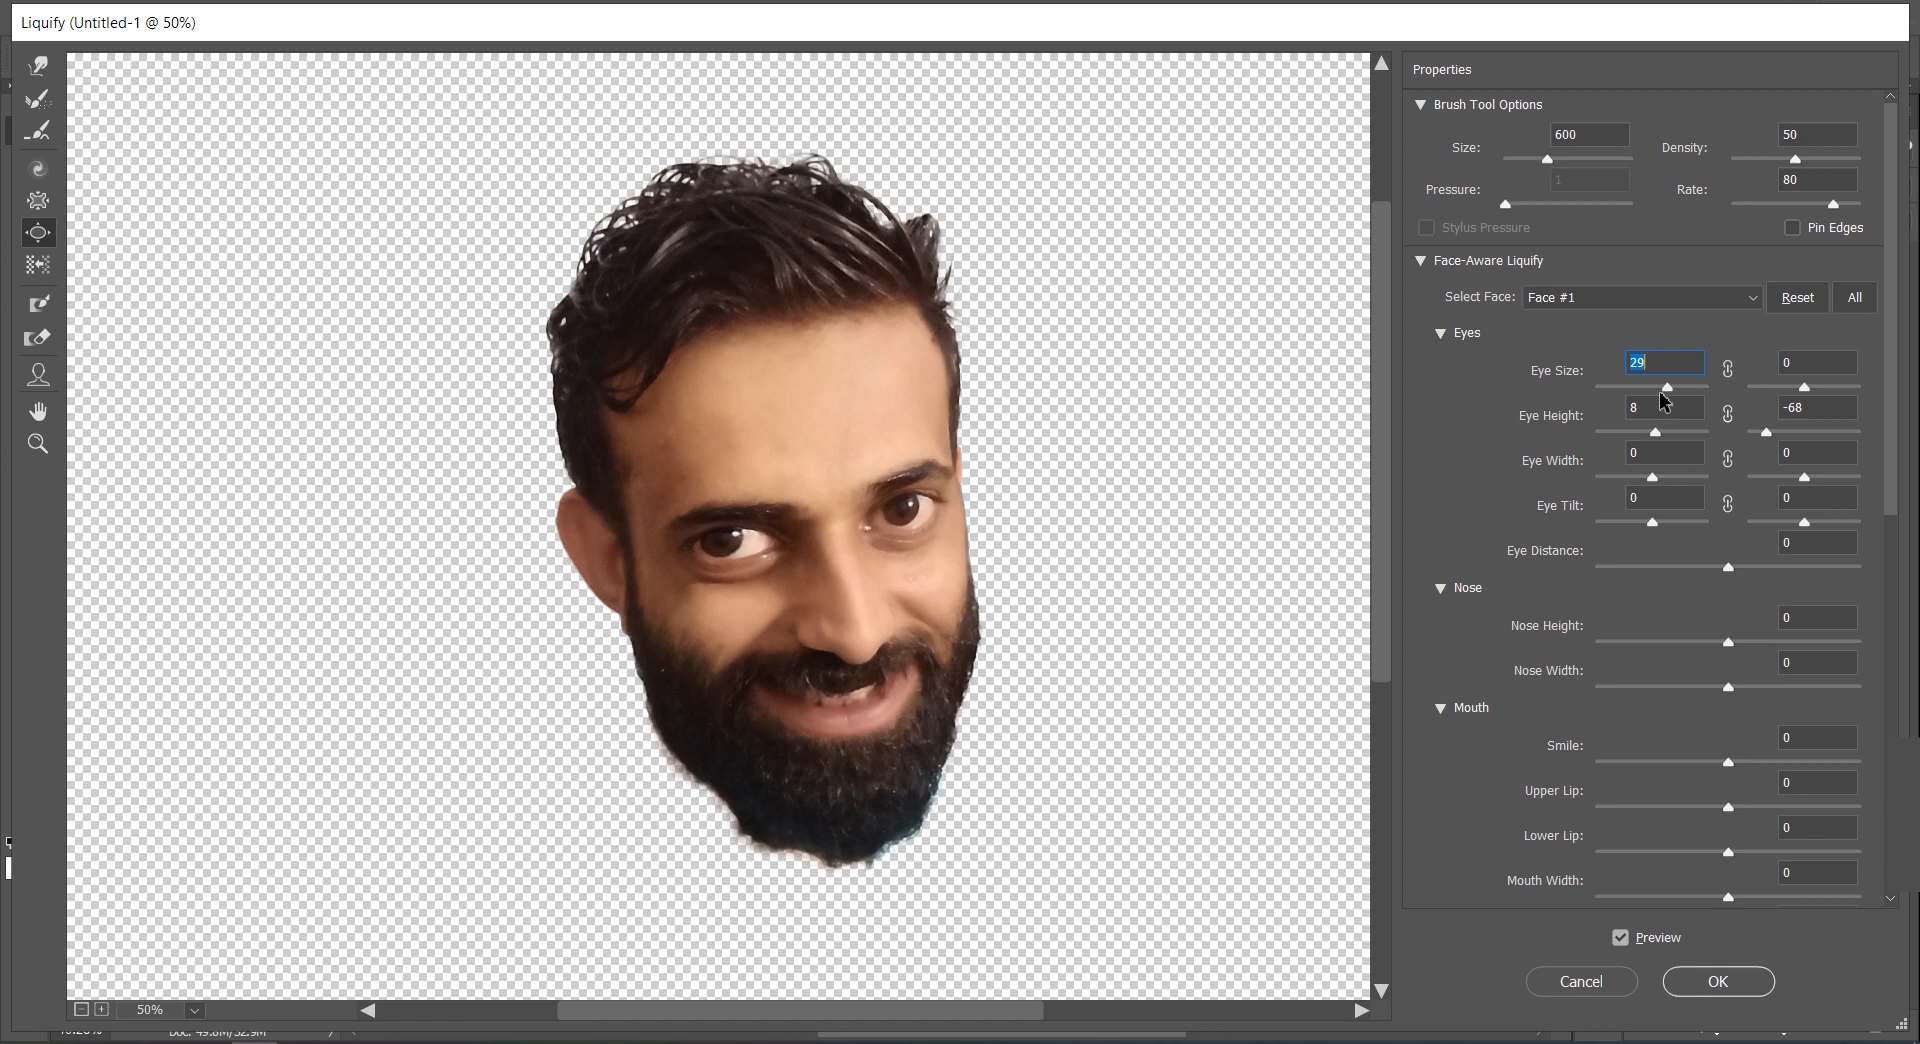 Liquify (Untitled-1 @ 50%)
Properties
Brush Tool Options
Size: 600 Density: 50
Pressure: 1 Rate: 80
Stylus Pressure Pin Edges
Face-Aware Liquify
Select Face: Face #1 Reset All
Eyes
Eye Size: 29 0
Eye Height: 8 -68
Eye Width: 0 0
Eye Tilt: 0 0
Eye Distance: 0
Nose
Nose Height: 0
Nose Width: 0
Mouth
Smile: 0
Upper Lip: 0
Lower Lip: 0
Mouth Width: 0
Preview
Cancel OK
50%